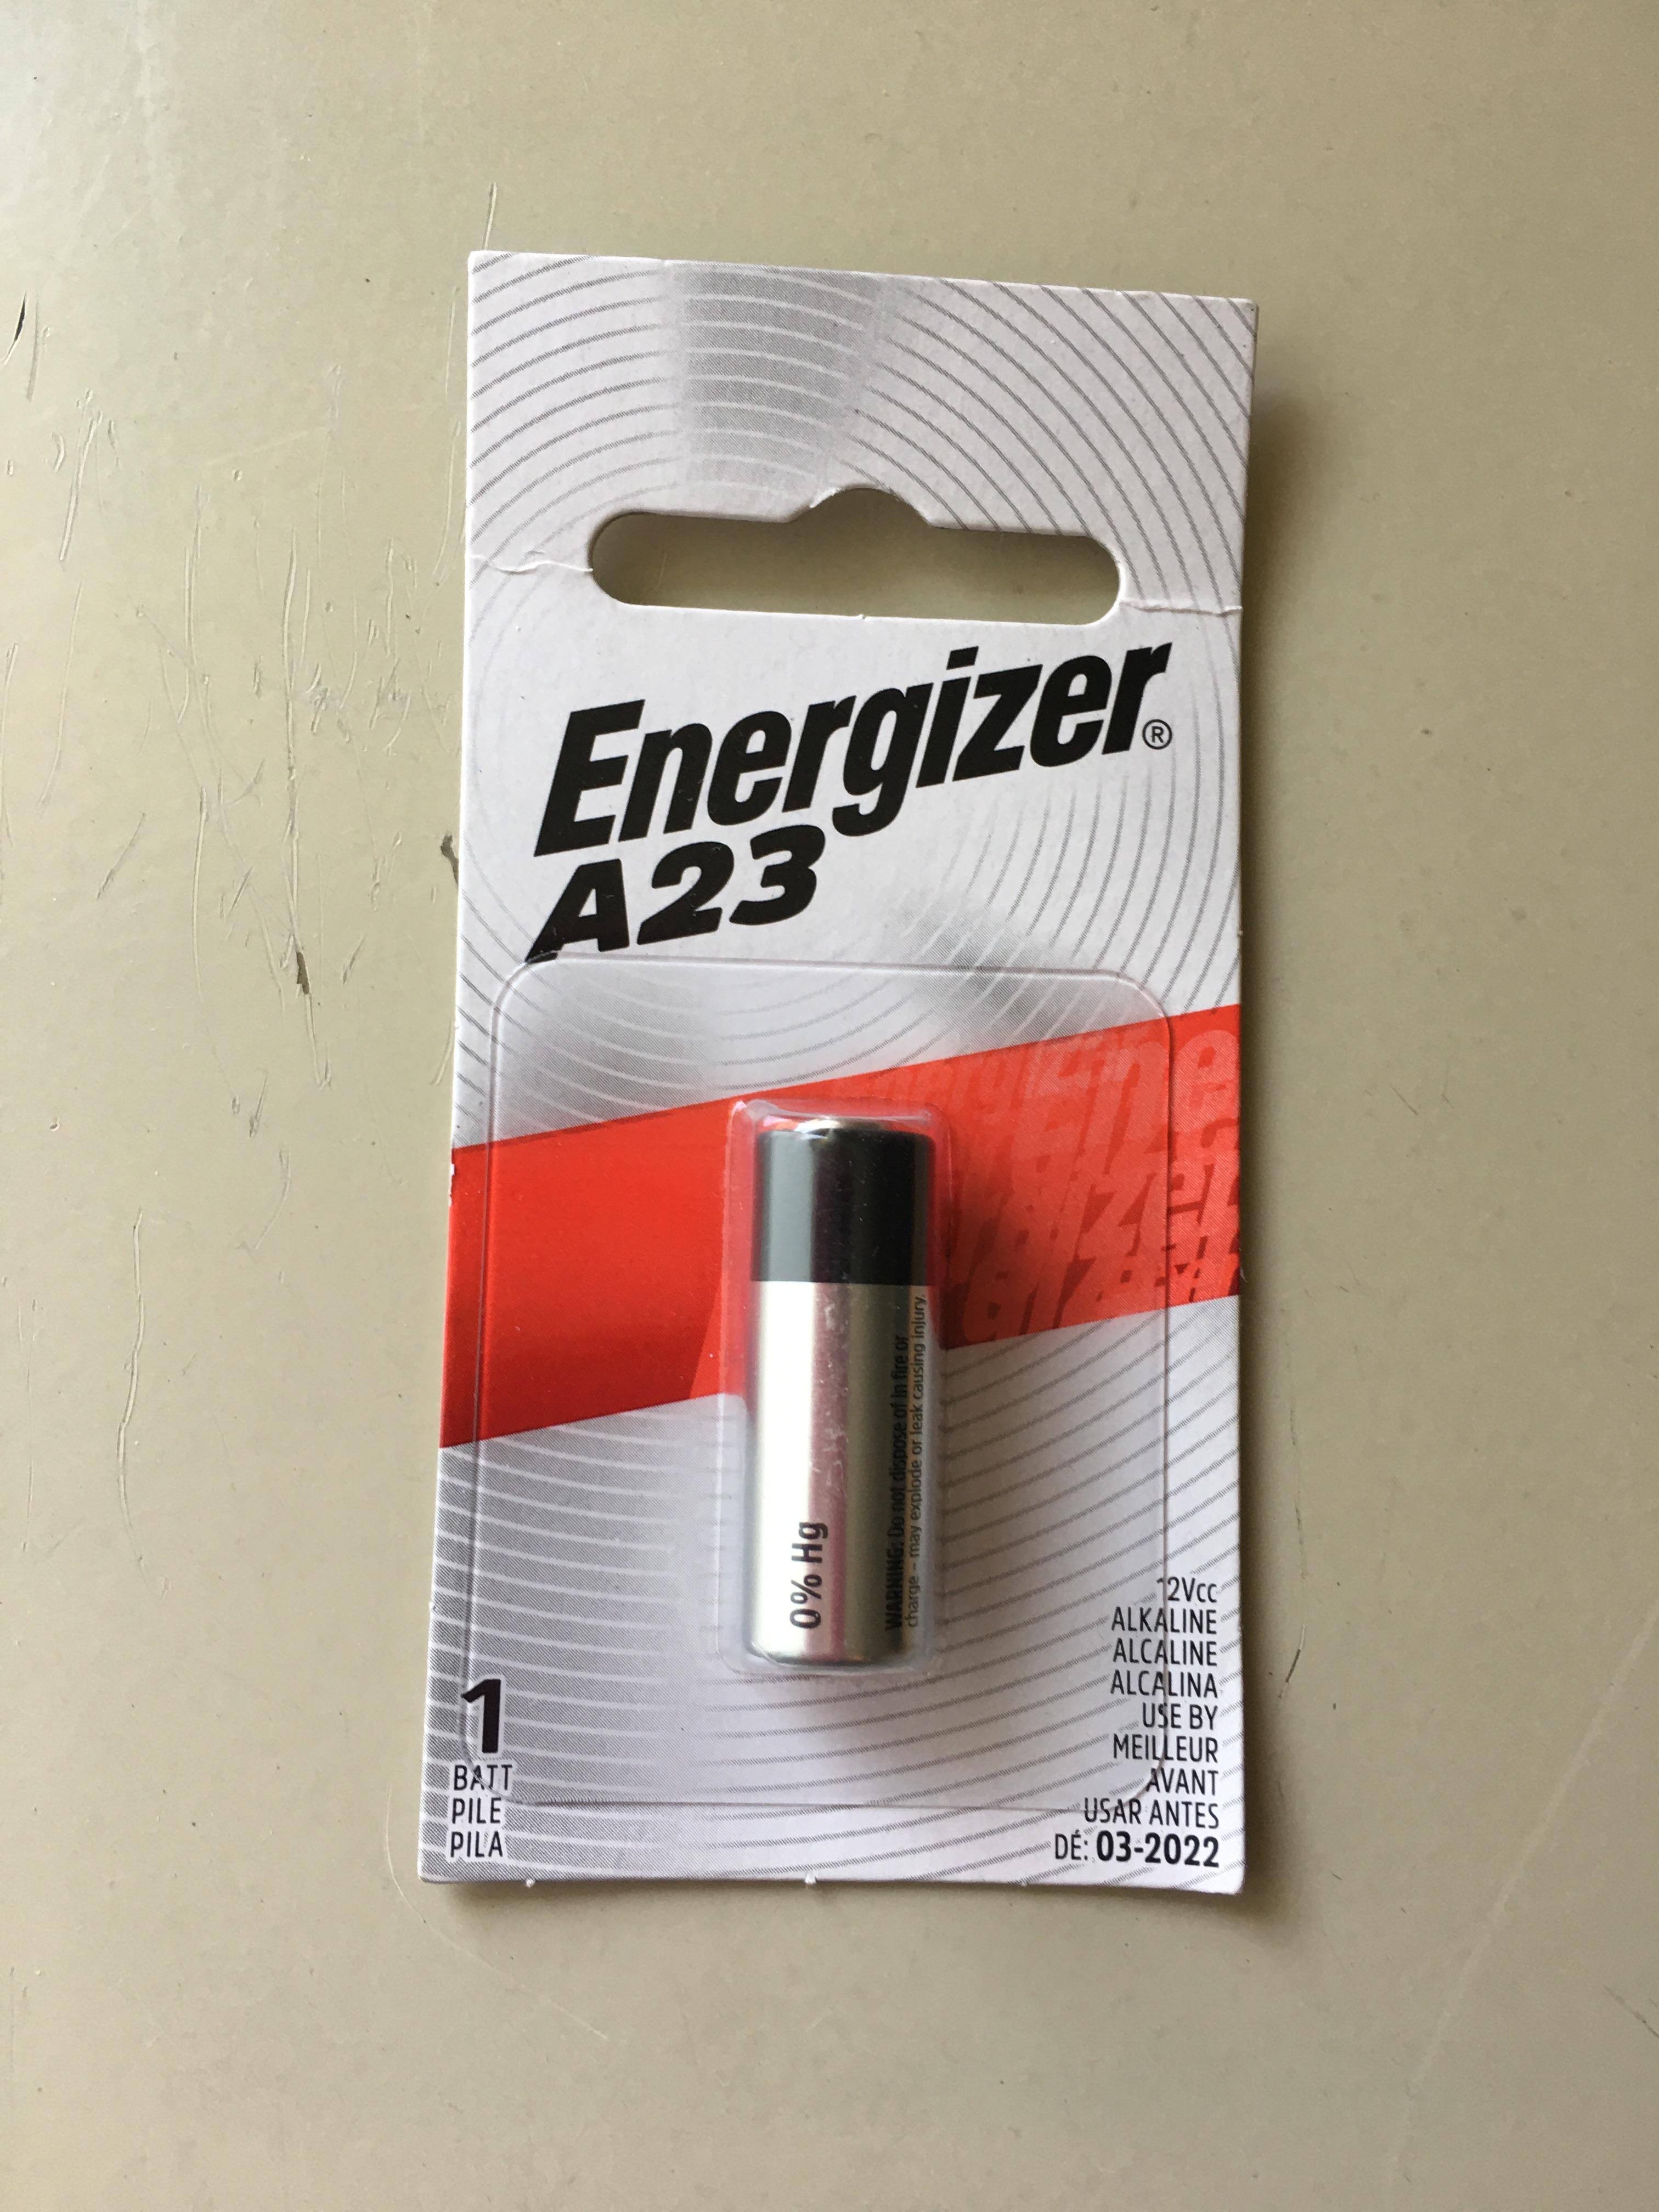 Energizer®
A23
0% Hg
WARNING: Do not dispose of in fire or
charge – may explode or leak causing injury.
1
BATT
PILE
PILA
12Vcc
ALKALINE
ALCALINE
ALCALINA
USE BY
MEILLEUR
AVANT
USAR ANTES
DÉ: 03-2022